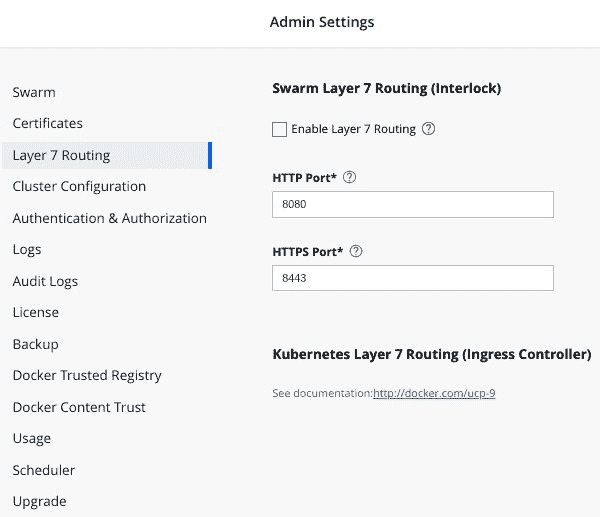 Admin Settings
Swarm
Certificates
Layer 7 Routing
Cluster Configuration
Authentication & Authorization
Logs
Audit Logs
License
Backup
Docker Trusted Registry
Docker Content Trust
Usage
Scheduler
Upgrade
Swarm Layer 7 Routing (Interlock)
Enable Layer 7 Routing ?
HTTP Port* ?
8080
HTTPS Port* ?
8443
Kubernetes Layer 7 Routing (Ingress Controller)
See documentation:http://docker.com/ucp-9